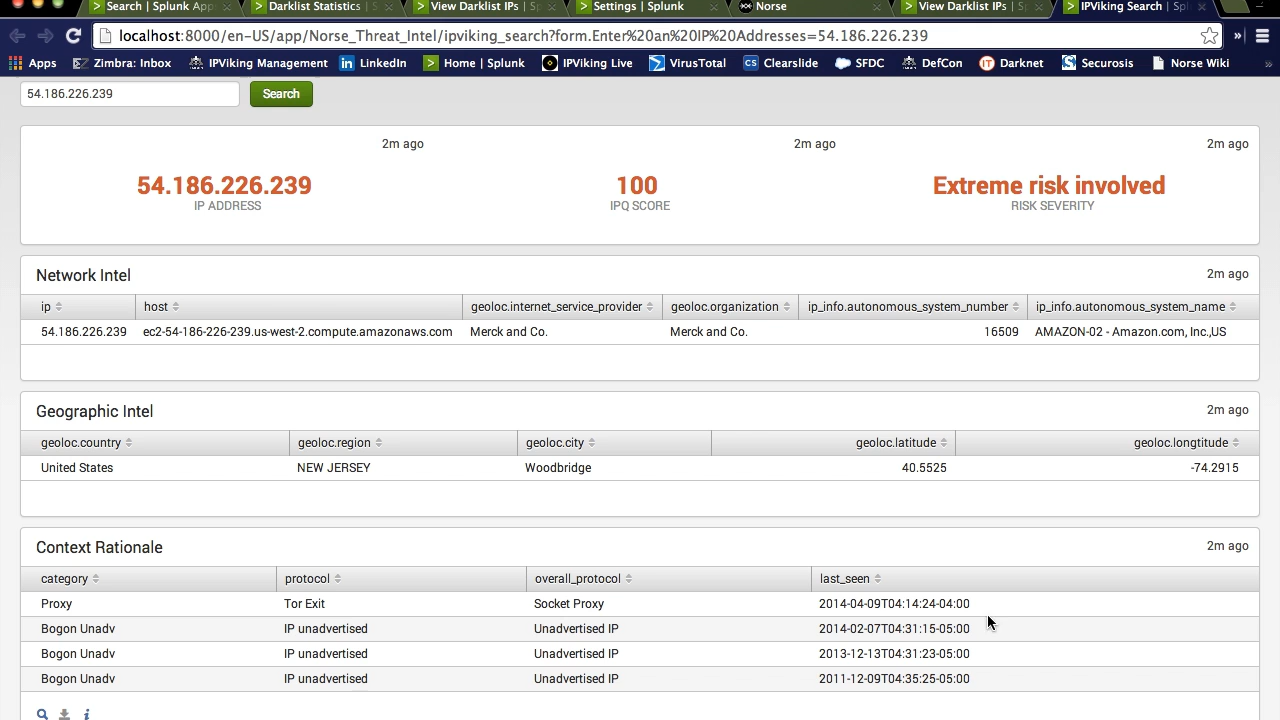 Search | Splunk App Darklist Statistics | S View Darklist IPs | Sp Settings | Splunk Norse View Darklist IPs | Sp IPViking Search | Spl
localhost:8000/en-US/app/Norse_Threat_Intel/ipviking_search?form.Enter%20an%20IP%20Addresses=54.186.226.239
Apps Zimbra: Inbox IPViking Management LinkedIn Home | Splunk IPViking Live VirusTotal Clearslide SFDC DefCon Darknet Securosis Norse Wiki »
54.186.226.239 Search
2m ago 2m ago 2m ago
54.186.226.239 100 Extreme risk involved
IP ADDRESS IPQ SCORE RISK SEVERITY
Network Intel 2m ago
ip host geoloc.internet_service_provider geoloc.organization ip_info.autonomous_system_number ip_info.autonomous_system_name
54.186.226.239 ec2-54-186-226-239.us-west-2.compute.amazonaws.com Merck and Co. Merck and Co. 16509 AMAZON-02 - Amazon.com, Inc.,US
Geographic Intel 2m ago
geoloc.country geoloc.region geoloc.city geoloc.latitude geoloc.longtitude
United States NEW JERSEY Woodbridge 40.5525 -74.2915
Context Rationale 2m ago
category protocol overall_protocol last_seen
Proxy Tor Exit Socket Proxy 2014-04-09T04:14:24-04:00
Bogon Unadv IP unadvertised Unadvertised IP 2014-02-07T04:31:15-05:00
Bogon Unadv IP unadvertised Unadvertised IP 2013-12-13T04:31:23-05:00
Bogon Unadv IP unadvertised Unadvertised IP 2011-12-09T04:35:25-05:00